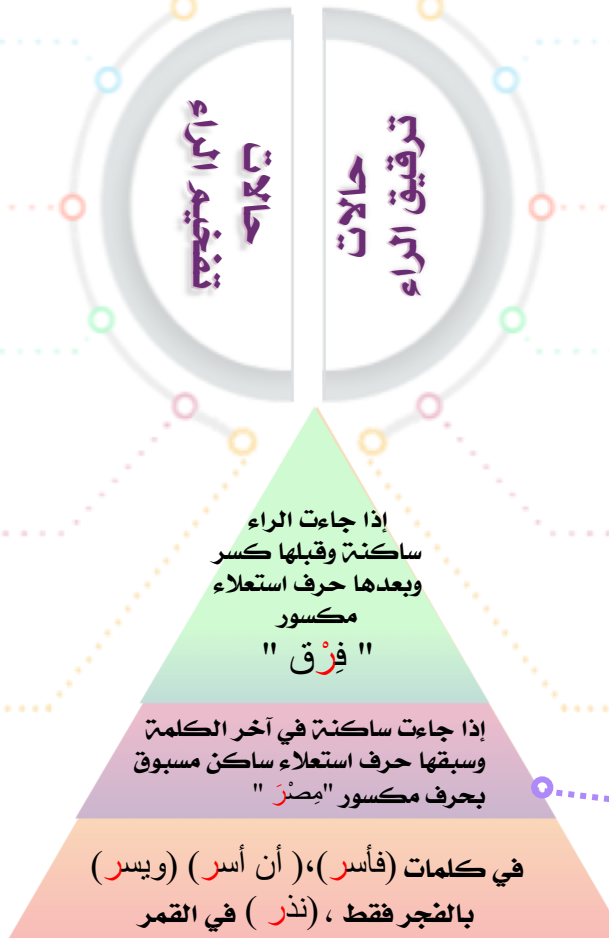 حالات
ترقيق الراء
حالات
تفخيم الراء
إذا جاءت الراء
ساكنة وقبلها كسر
وبعدها حرف استعلاء
مكسور
" فِرْق "
إذا جاءت ساكنة في آخر الكلمة
وسبقها حرف استعلاء ساكن مسبوق
بحرف مكسور "مِصْرَ "
في كلمات (فأسر)،( أن أسر) (ويسر)
بالفجر فقط ، (نذر ) في القمر